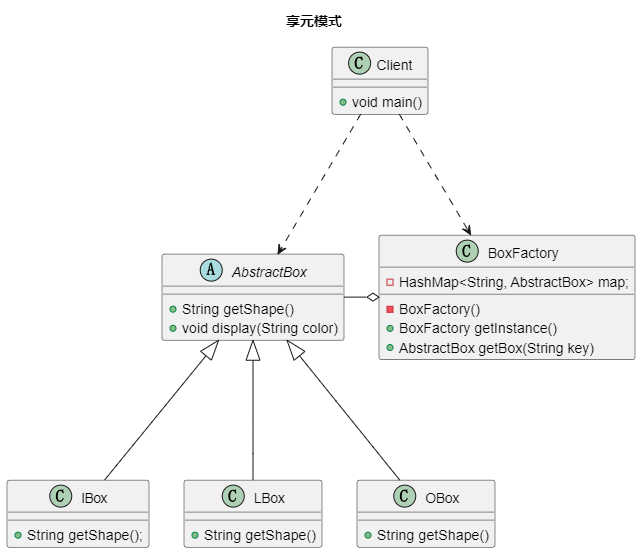 享元模式
C Client
void main()
A AbstractBox
String getShape()
void display(String color)
C BoxFactory
HashMap<String, AbstractBox> map;
BoxFactory()
BoxFactory getInstance()
AbstractBox getBox(String key)
C IBox
String getShape();
C LBox
String getShape()
C OBox
String getShape()